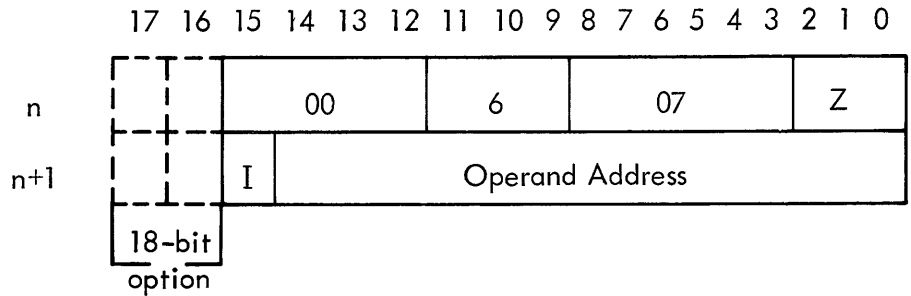 17 16 15 14 13 12 11 10 9 8 7 6 5 4 3 2 1 0
n 00 6 07 Z
n+1 I Operand Address
18-bit
option